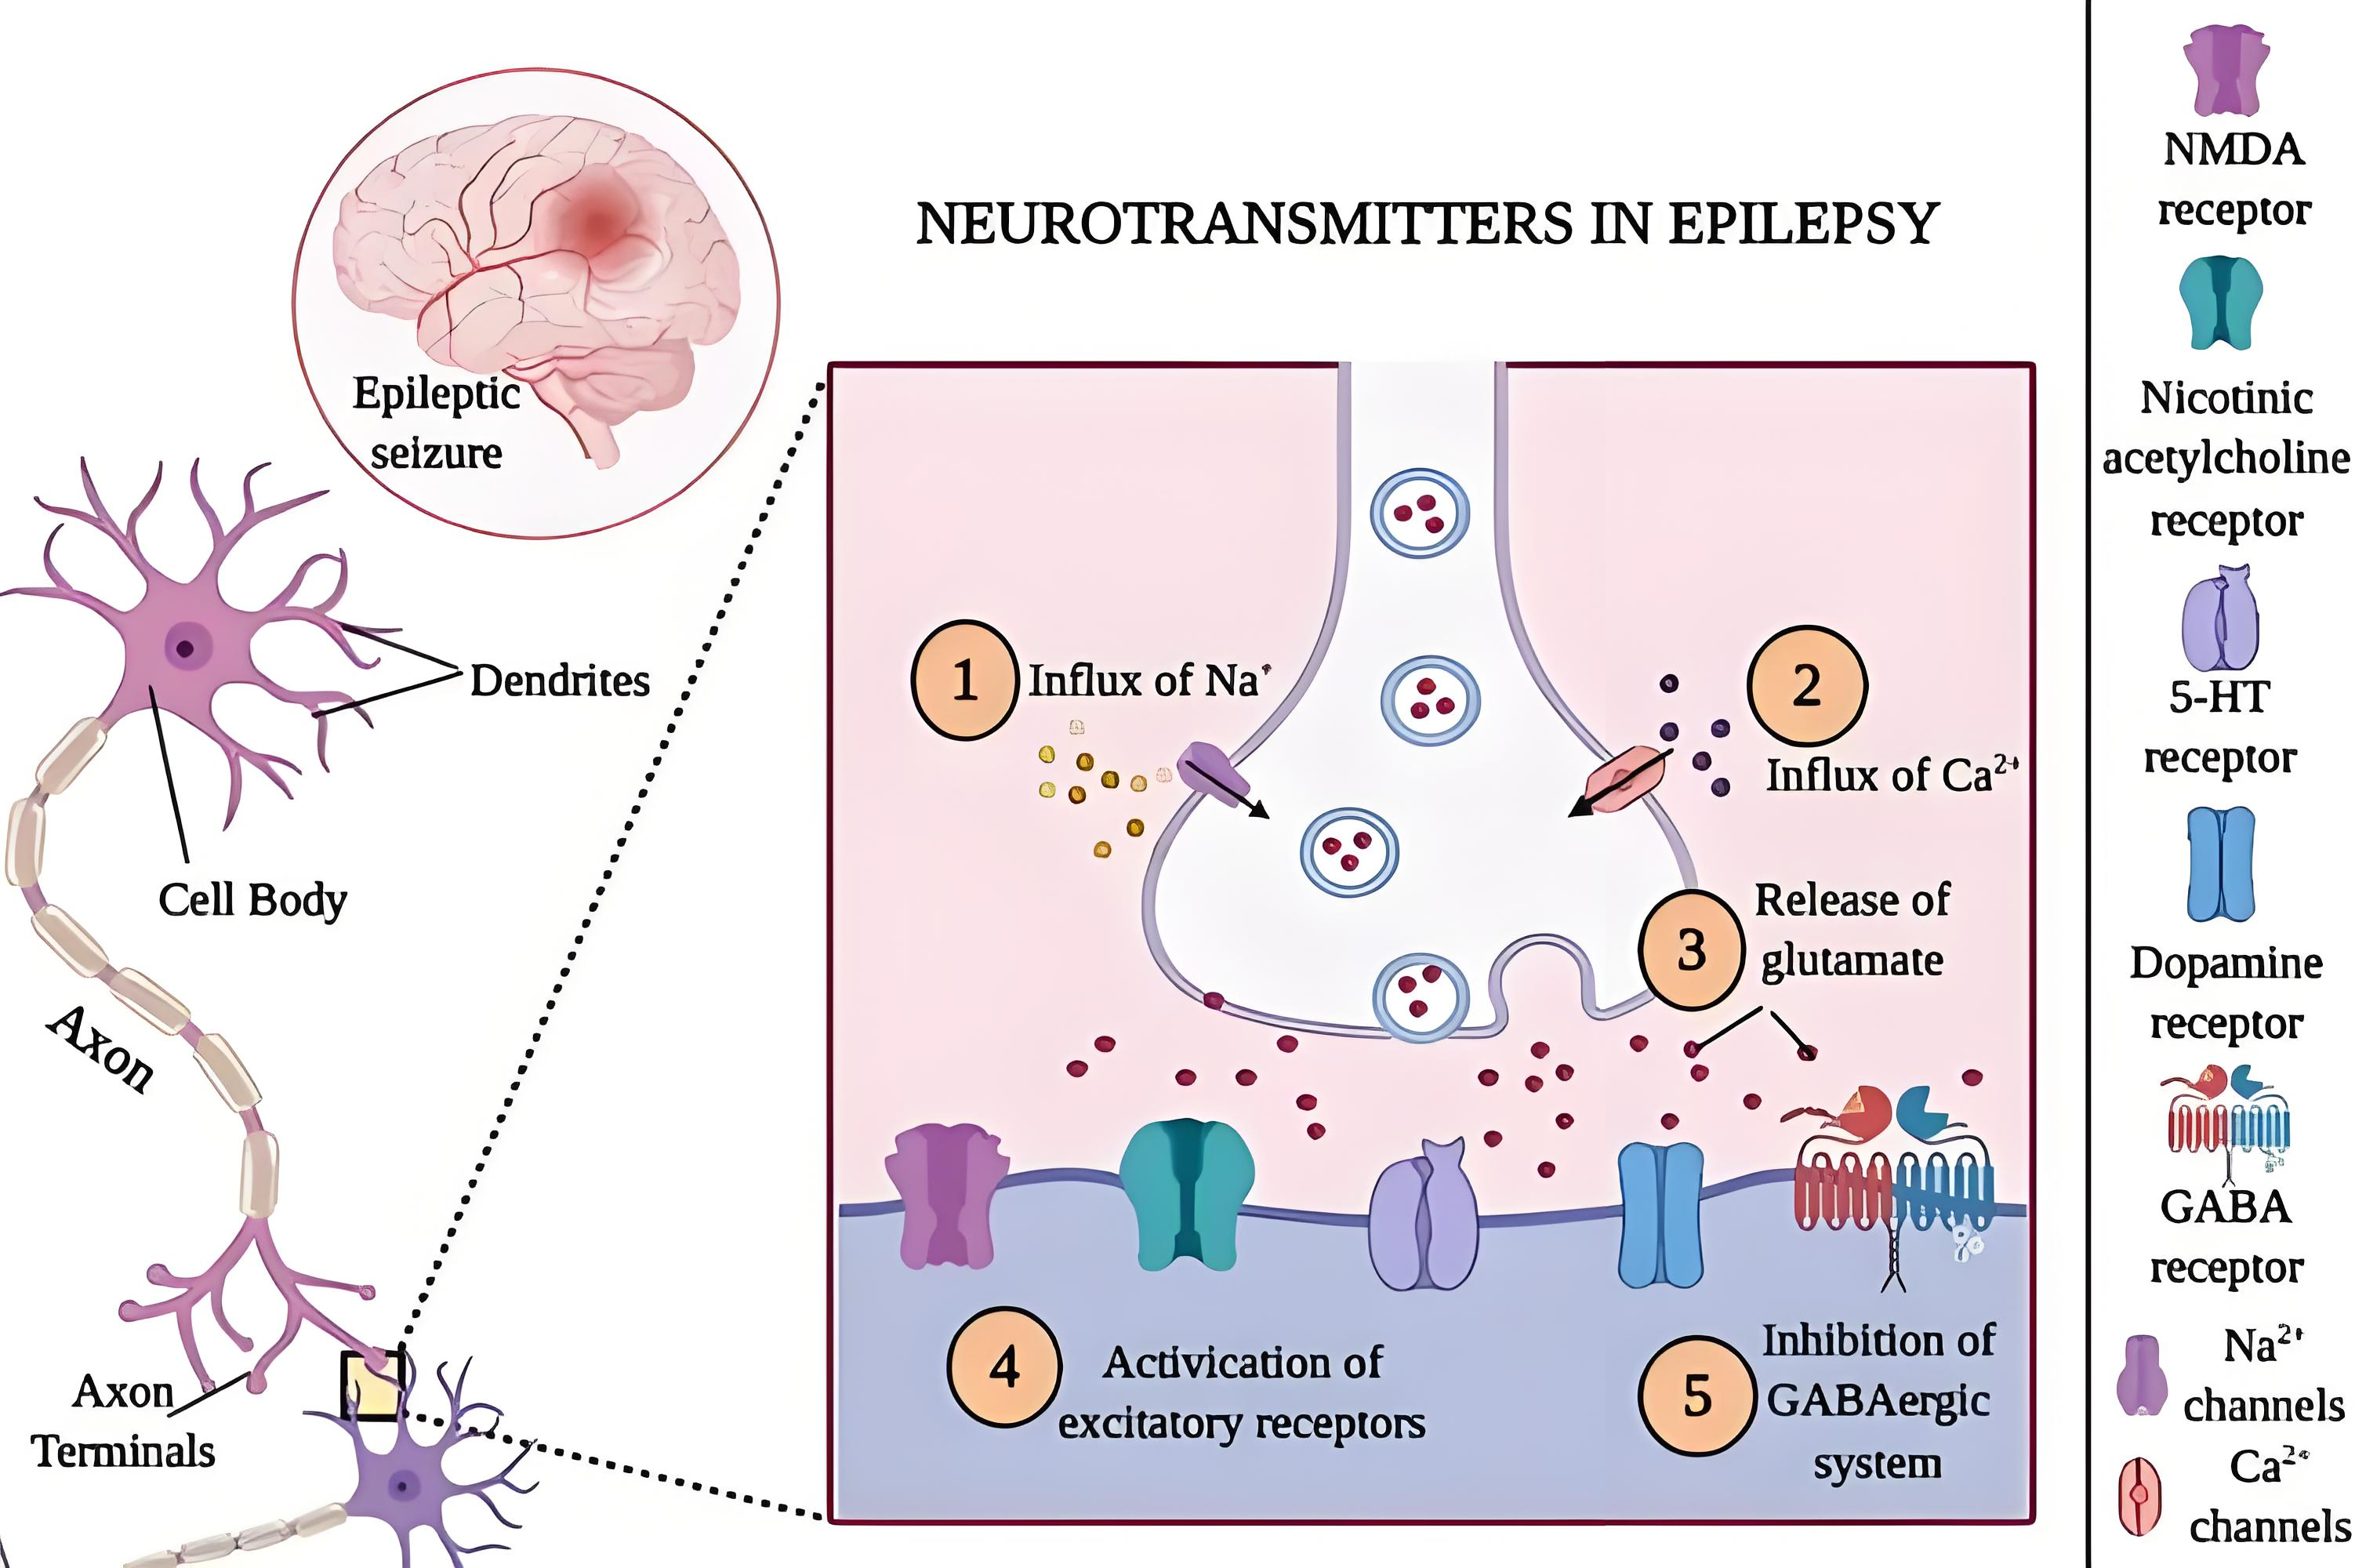 NEUROTRANSMITTERS IN EPILEPSY
Epileptic
seizure
Dendrites
Cell Body
Axon
Axon
Terminals
1
Influx of Na⁺
2
Influx of Ca²⁺
3
Release of
glutamate
4
Activication of
excitatory receptors
5
Inhibition of
GABAergic
system
NMDA
receptor
Nicotinic
acetylcholine
receptor
5-HT
receptor
Dopamine
receptor
GABA
receptor
Na²⁺
channels
Ca²⁺
channels